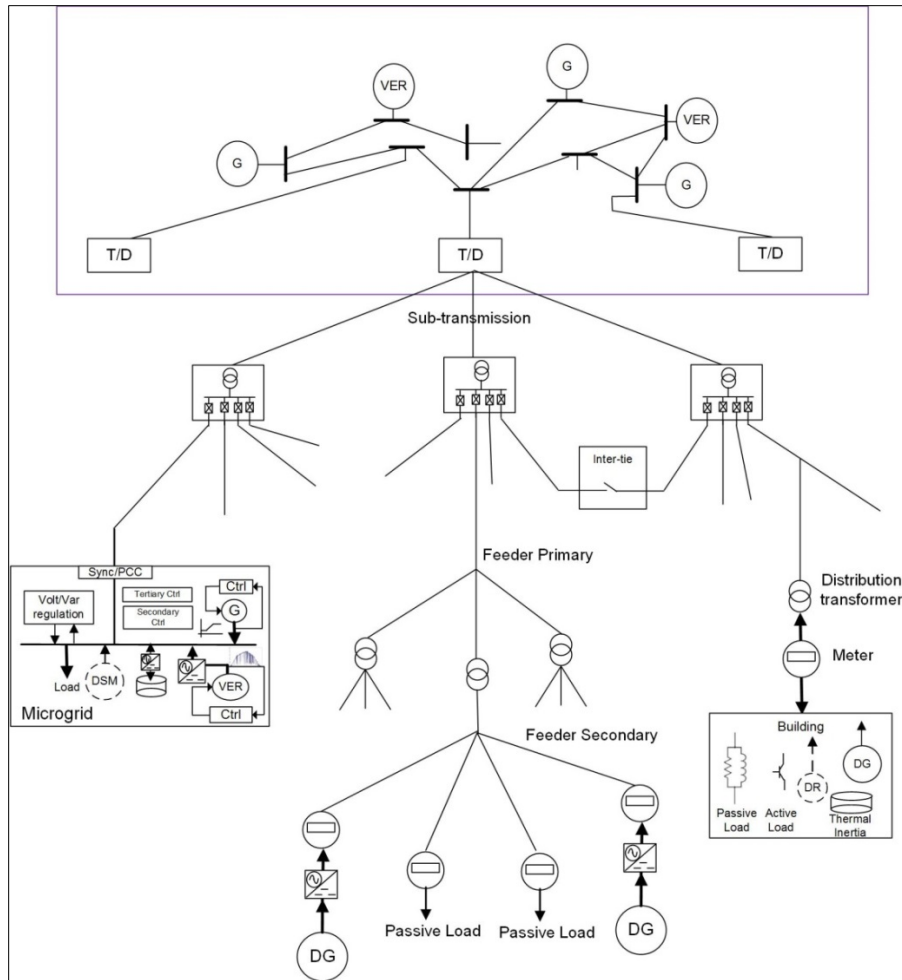 G
VER
VER
G
G
T/D
T/D
T/D
Sub-transmission
Inter-tie
Feeder Primary
Sync/PCC
Volt/Var
regulation
Tertiary Ctrl
Secondary
Ctrl
Ctrl
G
Load
DSM
VER
Ctrl
Microgrid
Distribution
transformer
Meter
Building
DG
DR
Passive
Load
Active
Load
Thermal
Inertia
Feeder Secondary
Passive Load
Passive Load
DG
DG